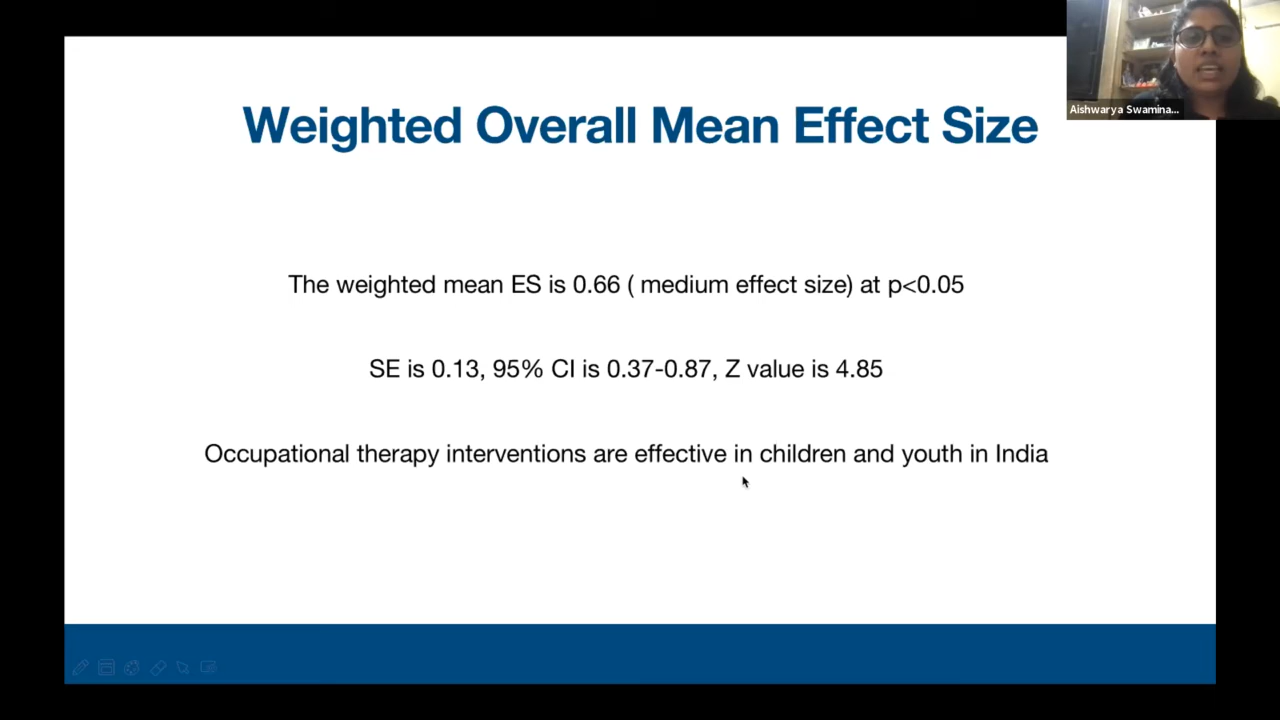 Weighted Overall Mean Effect Size
Aishwarya Swamina...
The weighted mean ES is 0.66 ( medium effect size) at p<0.05
SE is 0.13, 95% CI is 0.37-0.87, Z value is 4.85
Occupational therapy interventions are effective in children and youth in India